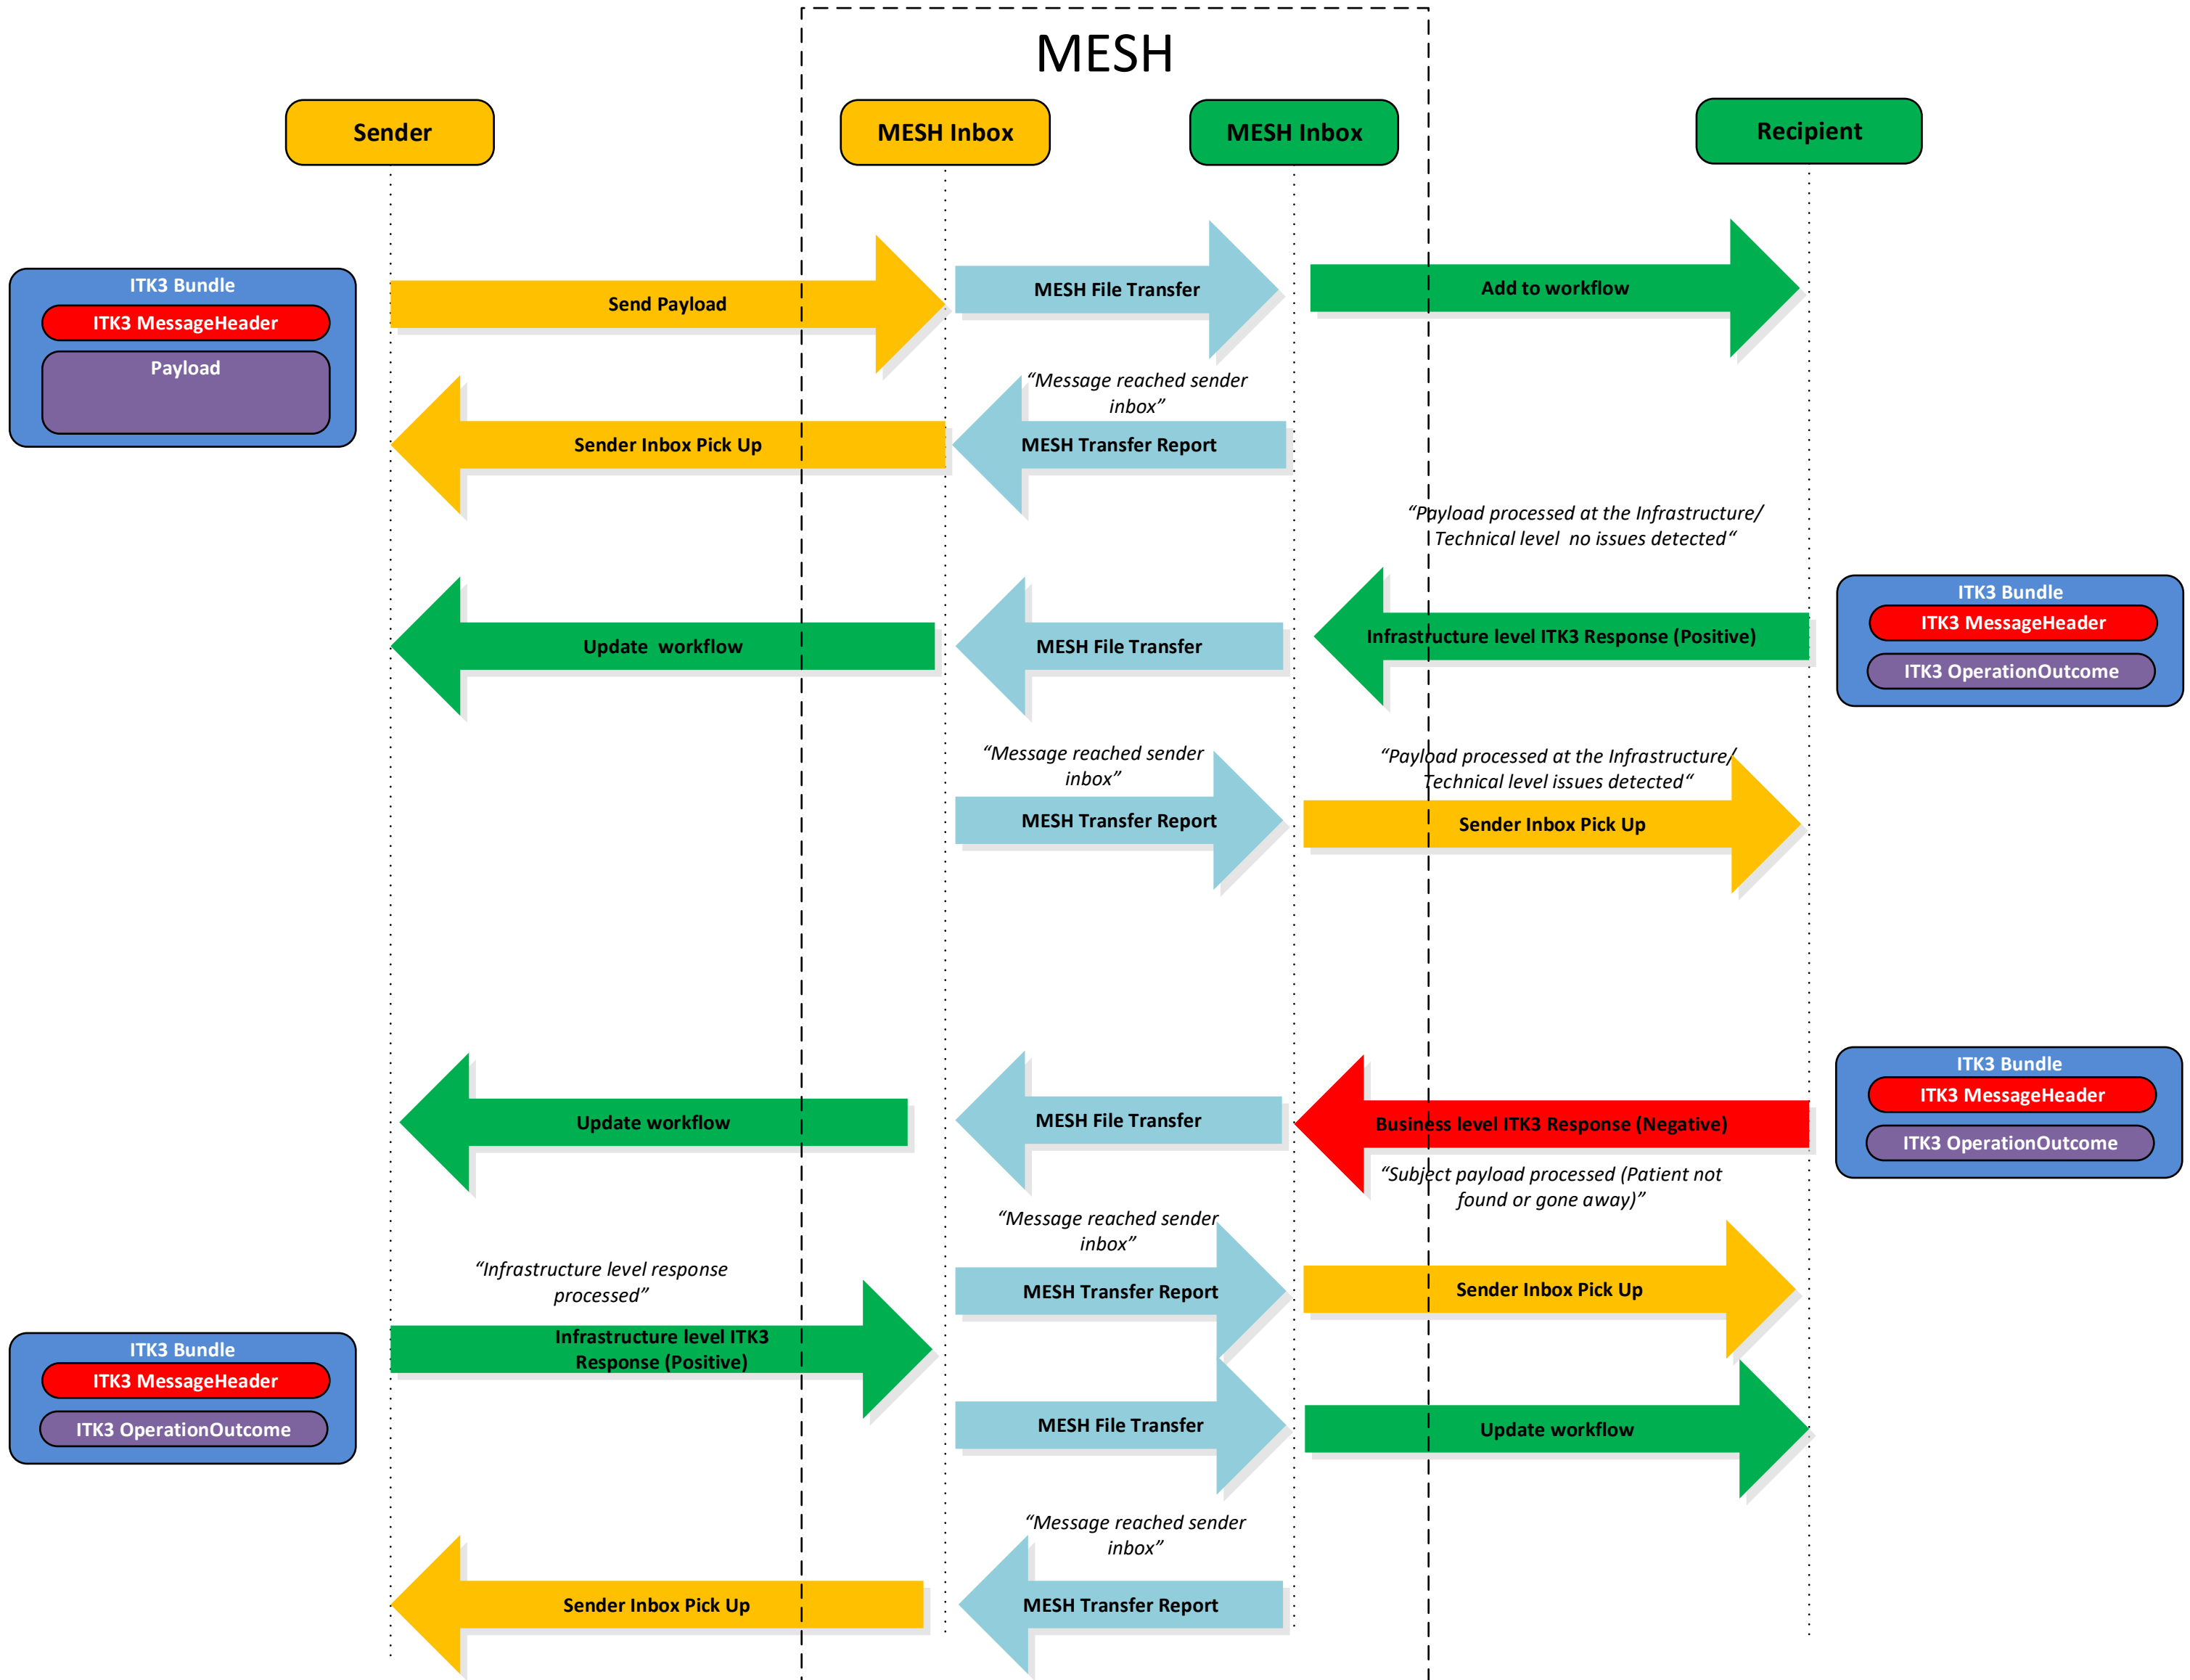 MESH
Sender
MESH Inbox
MESH Inbox
Recipient
ITK3 Bundle
ITK3 MessageHeader
Payload
Send Payload
MESH File Transfer
Add to workflow
“Message reached sender
inbox”
Sender Inbox Pick Up
MESH Transfer Report
“Payload processed at the Infrastructure/
Technical level  no issues detected“
Update  workflow
MESH File Transfer
Infrastructure level ITK3 Response (Positive)
ITK3 Bundle
ITK3 MessageHeader
ITK3 OperationOutcome
“Message reached sender
inbox”
“Payload processed at the Infrastructure/
Technical level issues detected“
MESH Transfer Report
Sender Inbox Pick Up
Update workflow
MESH File Transfer
Business level ITK3 Response (Negative)
ITK3 Bundle
ITK3 MessageHeader
ITK3 OperationOutcome
“Subject payload processed (Patient not
found or gone away)”
“Message reached sender
inbox”
MESH Transfer Report
Sender Inbox Pick Up
“Infrastructure level response
processed”
Infrastructure level ITK3
Response (Positive)
ITK3 Bundle
ITK3 MessageHeader
ITK3 OperationOutcome
MESH File Transfer
Update workflow
“Message reached sender
inbox”
Sender Inbox Pick Up
MESH Transfer Report